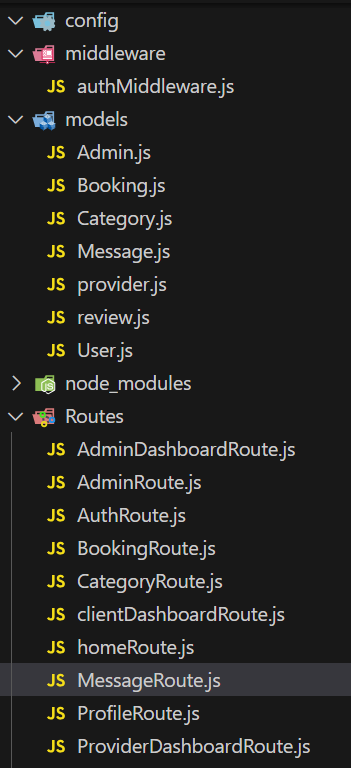 config
middleware
JS authMiddleware.js
models
JS Admin.js
JS Booking.js
JS Category.js
JS Message.js
JS provider.js
JS review.js
JS User.js
node_modules
Routes
JS AdminDashboardRoute.js
JS AdminRoute.js
JS AuthRoute.js
JS BookingRoute.js
JS CategoryRoute.js
JS clientDashboardRoute.js
JS homeRoute.js
JS MessageRoute.js
JS ProfileRoute.js
JS ProviderDashboardRoute.js